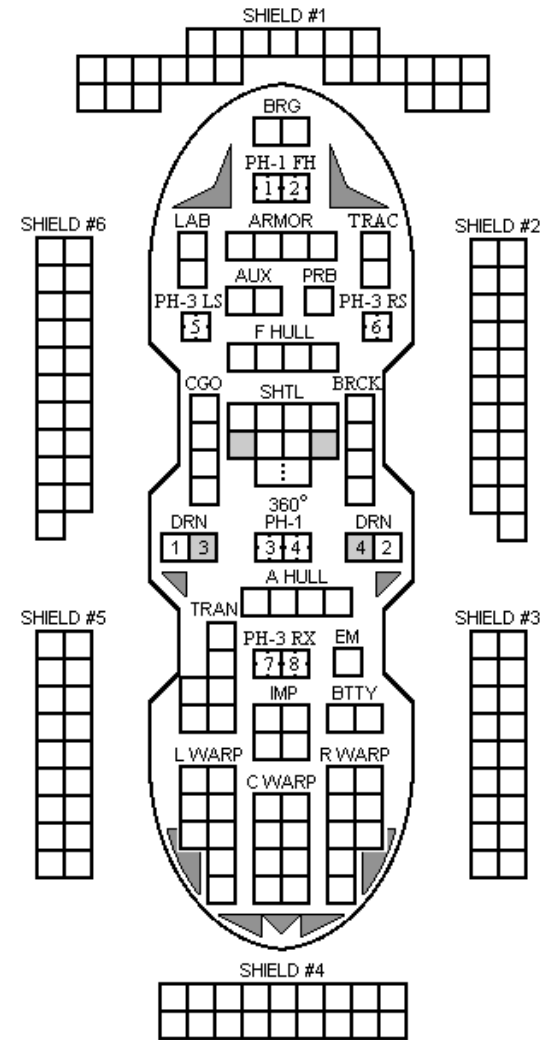 SHIELD #1
BRG
PH-1 FH
1 2
SHIELD #6
LAB
ARMOR
TRAC
SHIELD #2
AUX
PRB
PH-3 LS
PH-3 RS
5
6
F HULL
CGO
SHTL
BRCK
360°
DRN
PH-1
DRN
1 3
3 4
4 2
A HULL
SHIELD #5
TRAN
SHIELD #3
PH-3 RX
EM
7 8
IMP
BTTY
L WARP
R WARP
C WARP
SHIELD #4